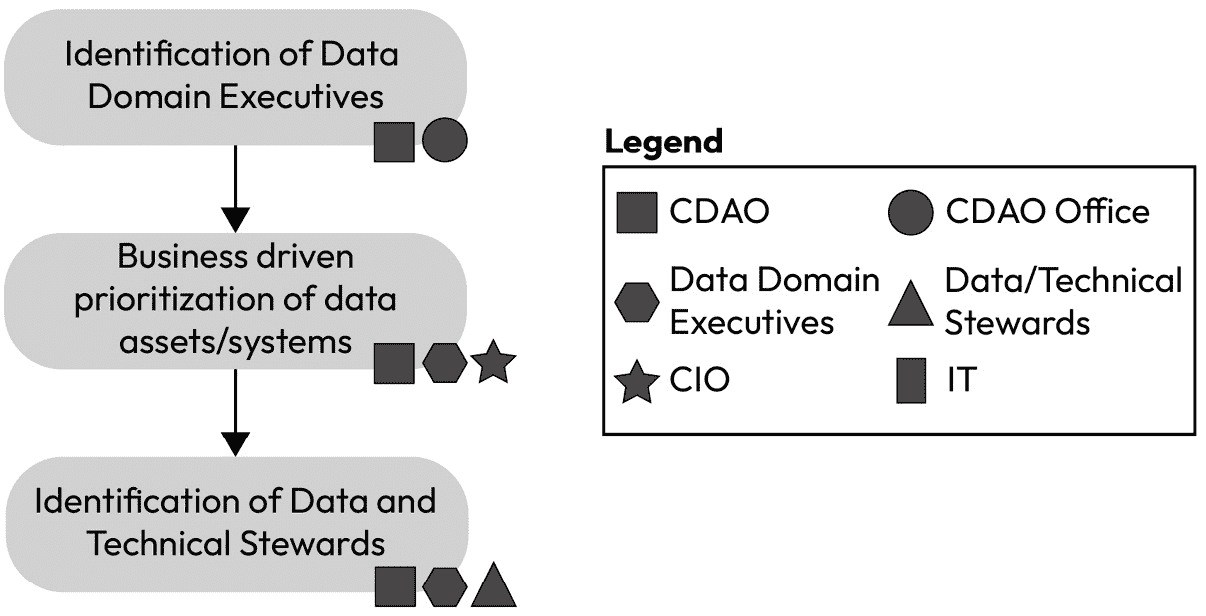 Identification of Data
Domain Executives
Business driven
prioritization of data
assets/systems
Identification of Data and
Technical Stewards
Legend
CDAO
CDAO Office
Data Domain
Executives
Data/Technical
Stewards
CIO
IT